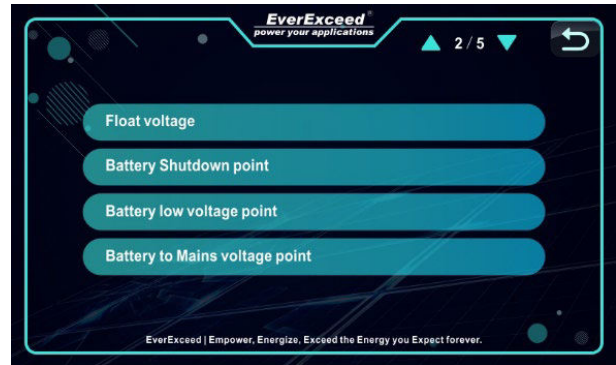 EverExceed®
power your applications
2/5
Float voltage
Battery Shutdown point
Battery low voltage point
Battery to Mains voltage point
EverExceed | Empower, Energize, Exceed the Energy you Expect forever.